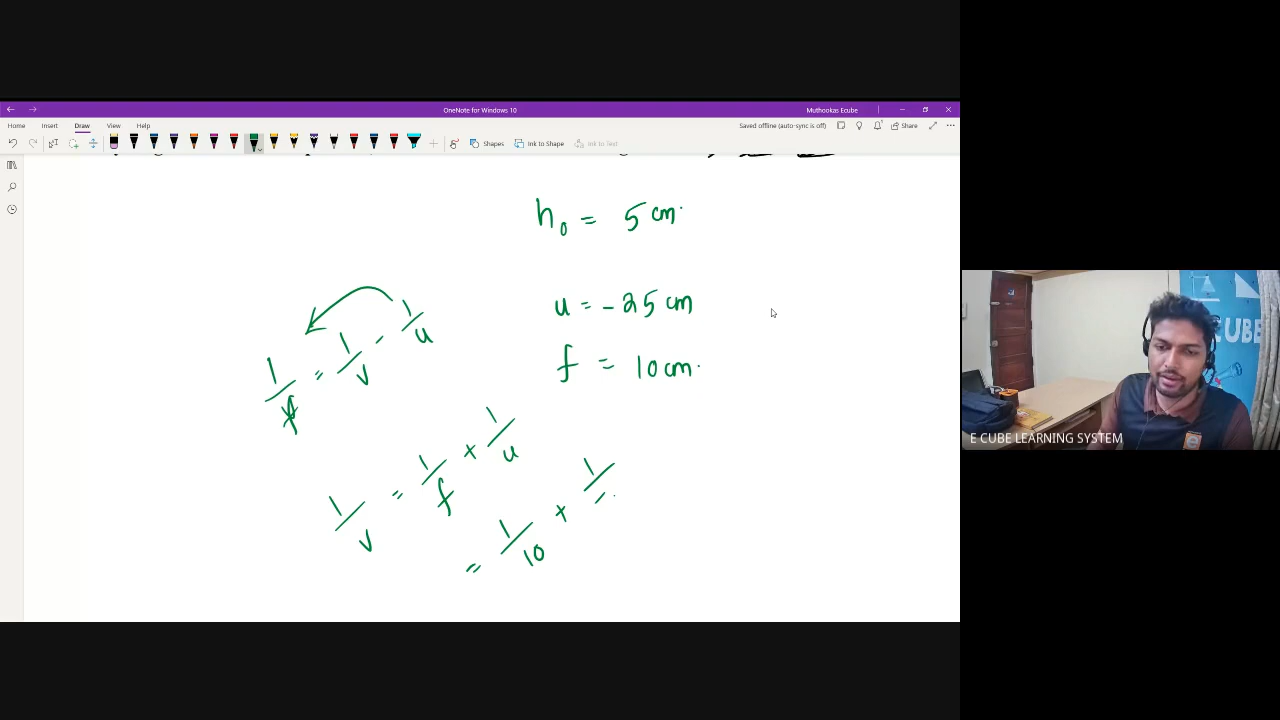 OneNote for Windows 10
Muthookas Ecube
Home Insert Draw View Help
Saved offline (auto-sync is off)
Share
Shapes
Ink to Shape
Ink to Text
h₀ = 5 cm.
u = -25 cm
f = 10 cm.
1/f = 1/v - 1/u
1/v = 1/f + 1/u
= 1/10 + 1/-
CUBE
E CUBE LEARNING SYSTEM